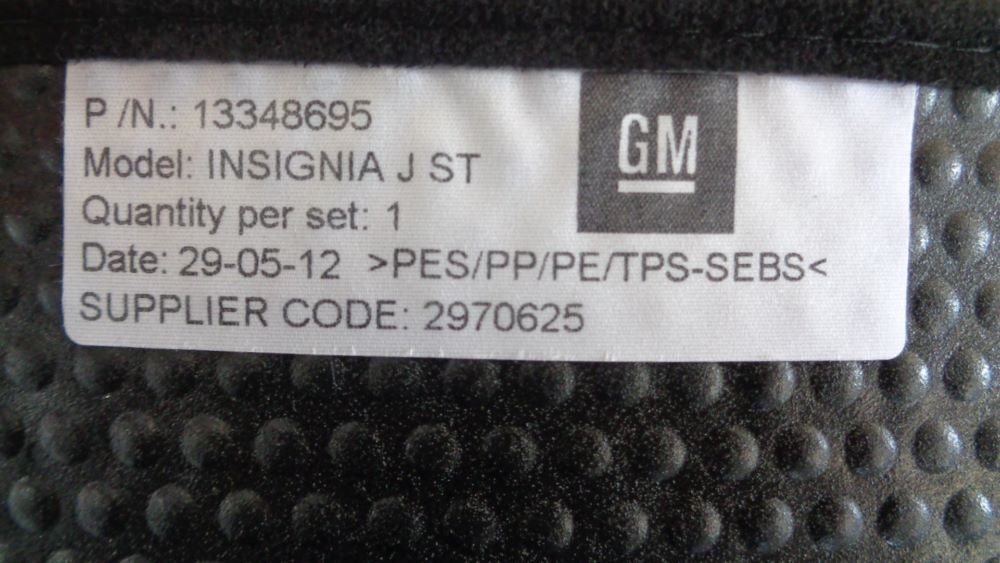 P /N.: 13348695
GM
Model: INSIGNIA J ST
Quantity per set: 1
Date: 29-05-12 >PES/PP/PE/TPS-SEBS<
SUPPLIER CODE: 2970625